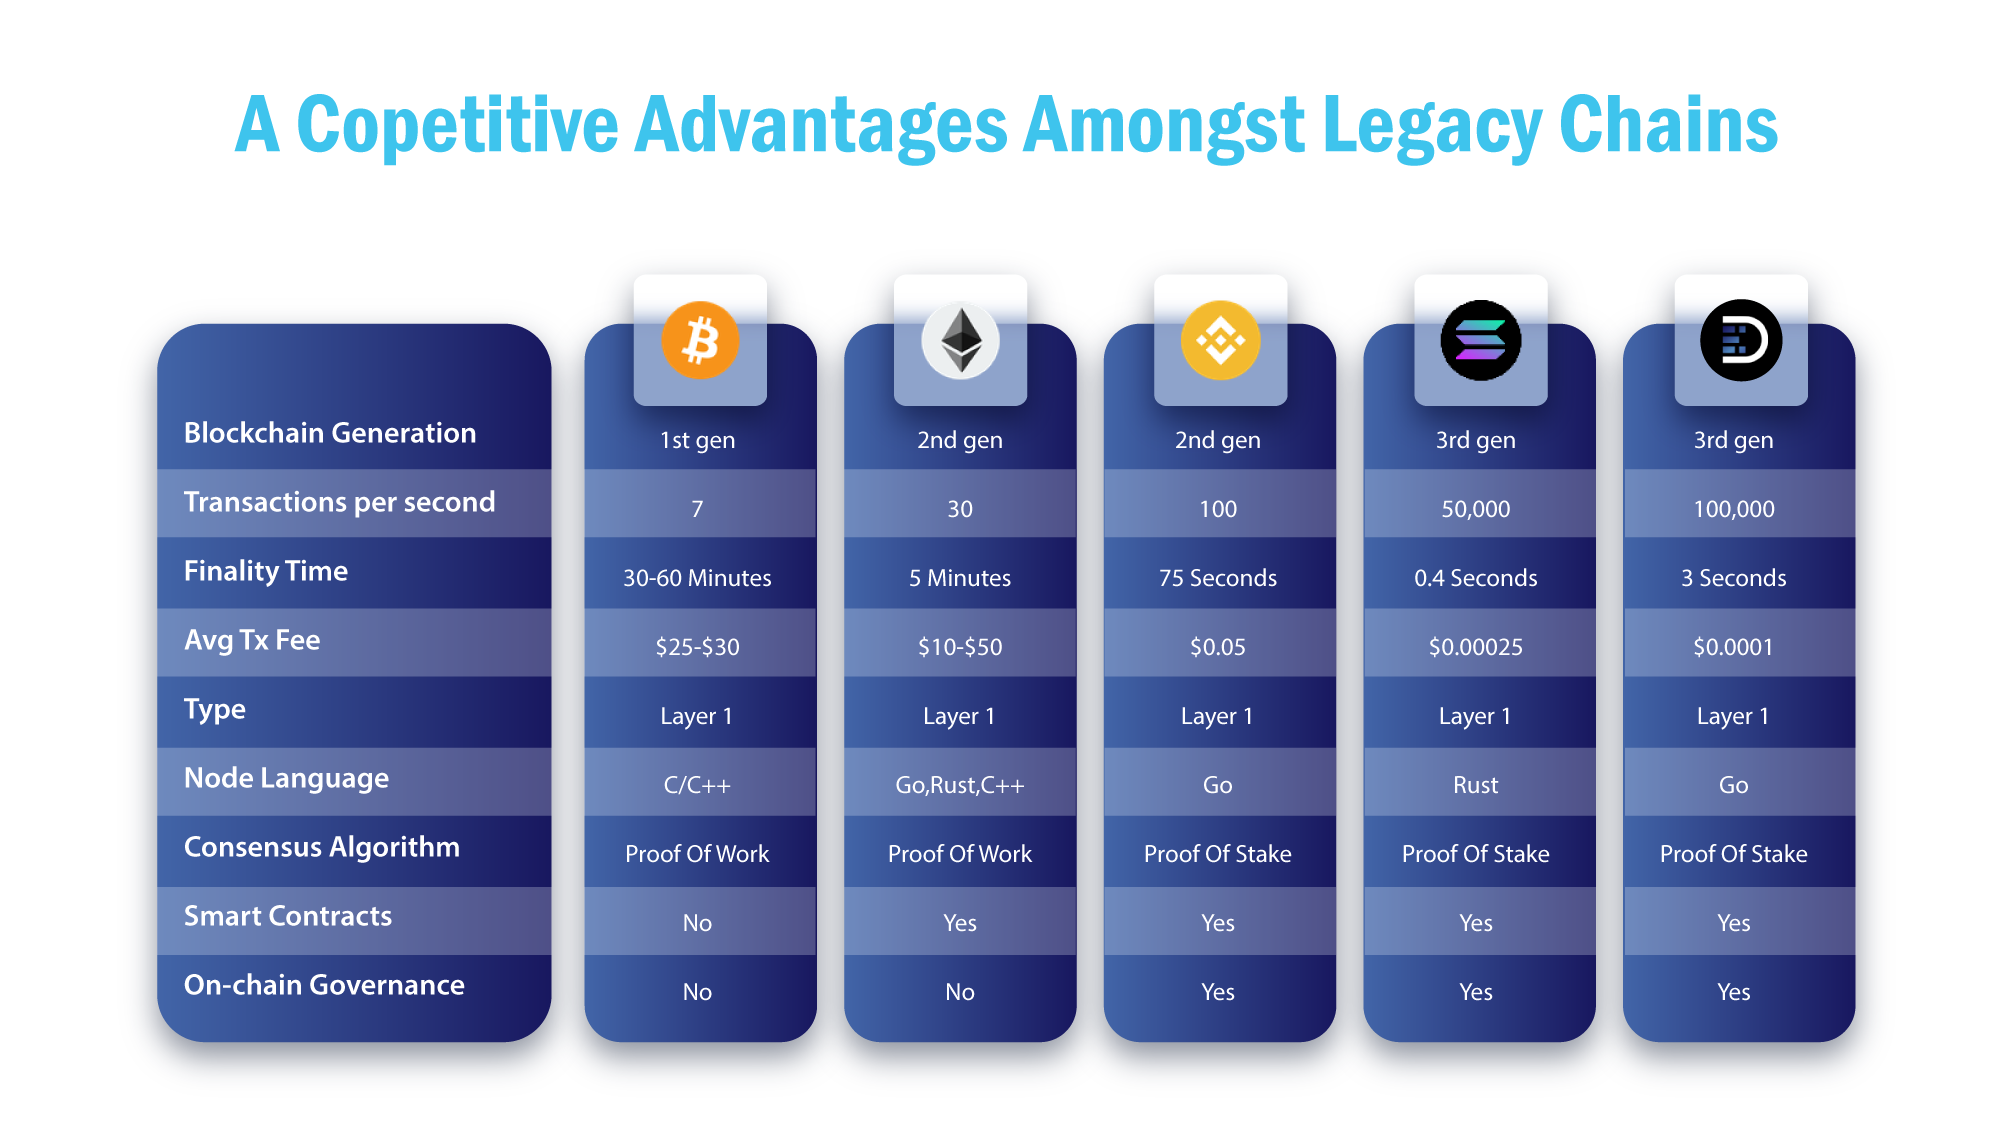 A Copetitive Advantages Amongst Legacy Chains
Blockchain Generation 1st gen 2nd gen 2nd gen 3rd gen 3rd gen
Transactions per second 7 30 100 50,000 100,000
Finality Time 30-60 Minutes 5 Minutes 75 Seconds 0.4 Seconds 3 Seconds
Avg Tx Fee $25-$30 $10-$50 $0.05 $0.00025 $0.0001
Type Layer 1 Layer 1 Layer 1 Layer 1 Layer 1
Node Language C/C++ Go,Rust,C++ Go Rust Go
Consensus Algorithm Proof Of Work Proof Of Work Proof Of Stake Proof Of Stake Proof Of Stake
Smart Contracts No Yes Yes Yes Yes
On-chain Governance No No Yes Yes Yes